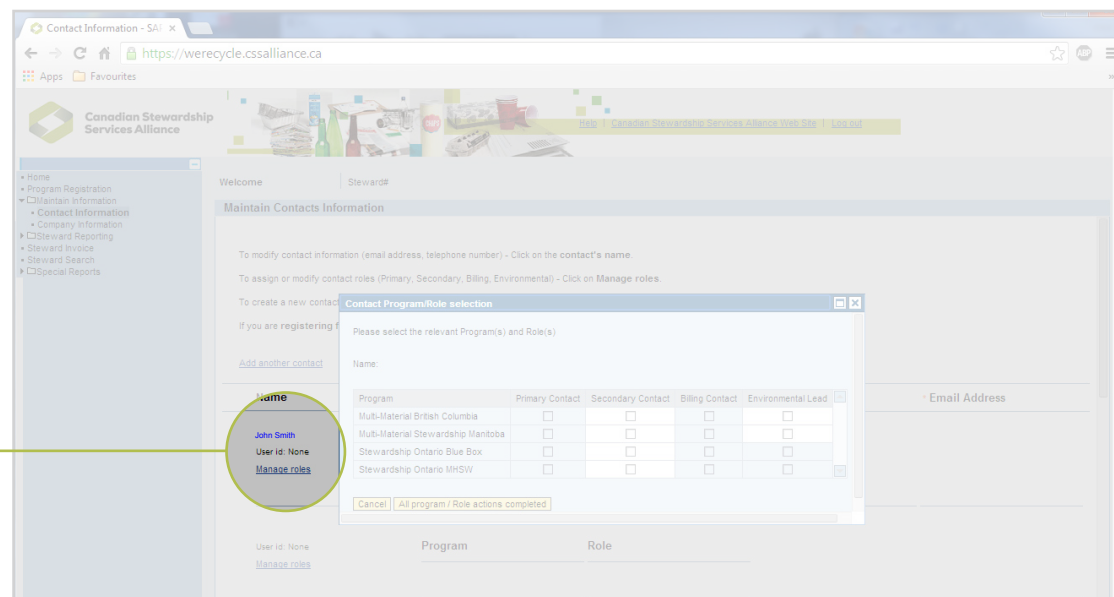 Contact Information - SAP
https://werecycle.cssalliance.ca
ABP
Apps Favourites
Canadian Stewardship
Services Alliance
Help | Canadian Stewardship Services Alliance Web Site | Log out
Home
Program Registration
Maintain Information
Contact Information
Company Information
Steward Reporting
Steward Invoice
Steward Search
Special Reports
Welcome Steward#
Maintain Contacts Information
To modify contact information (email address, telephone number) - Click on the contact's name.
To assign or modify contact roles (Primary, Secondary, Billing, Environmental) - Click on Manage roles.
To create a new contact
If you are registering f
Add another contact
Contact Program/Role selection
Please select the relevant Program(s) and Role(s)
Name:
Program Primary Contact Secondary Contact Billing Contact Environmental Lead
Multi-Material British Columbia
Multi-Material Stewardship Manitoba
Stewardship Ontario Blue Box
Stewardship Ontario MHSW
Cancel All program / Role actions completed
Name
* Email Address
John Smith
User id: None
Manage roles
User id: None Program Role
Manage roles